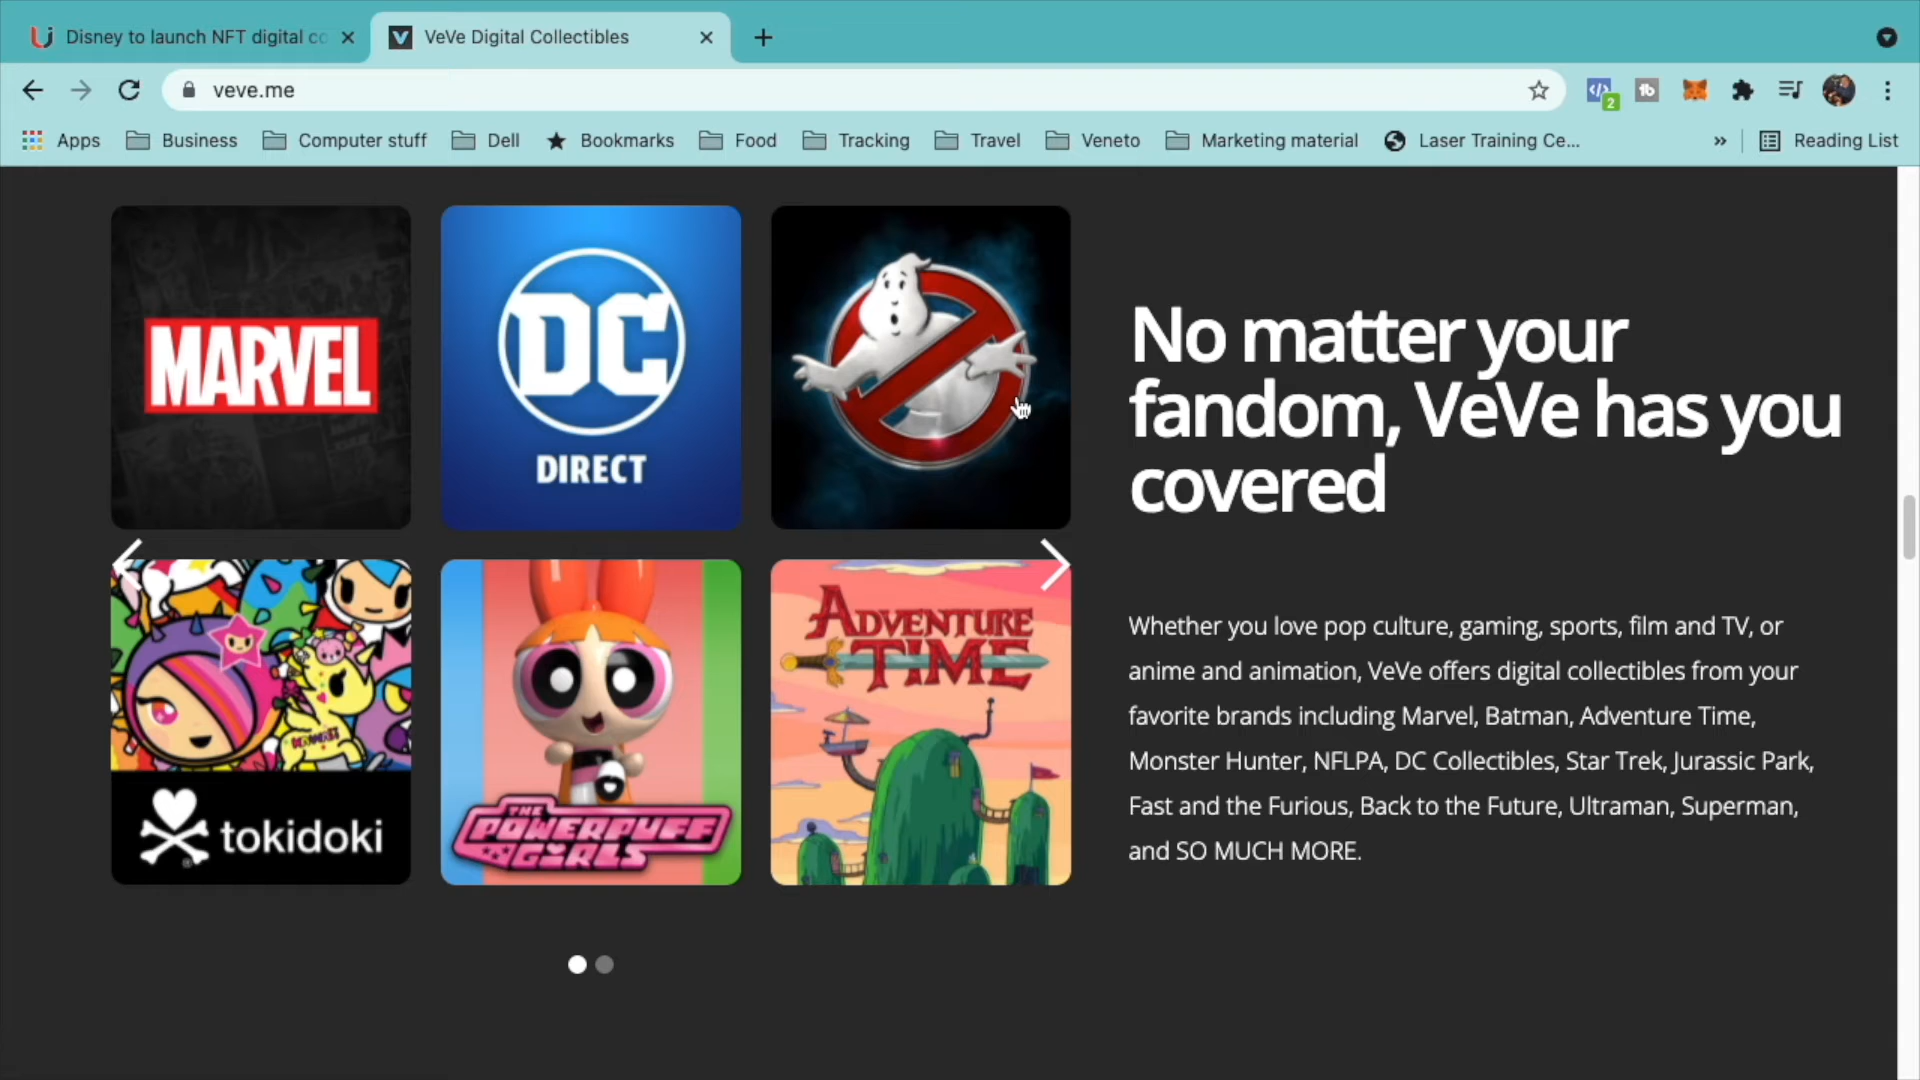 Disney to launch NFT digital co
VeVe Digital Collectibles
veve.me
2
Apps
Business
Computer stuff
Dell
Bookmarks
Food
Tracking
Travel
Veneto
Marketing material
Laser Training Ce...
»
Reading List
MARVEL
DC
DIRECT
tokidoki
THE
POWERPUFF
GIRLS
ADVENTURE
TIME
No matter your
fandom, VeVe has you
covered
Whether you love pop culture, gaming, sports, film and TV, or
anime and animation, VeVe offers digital collectibles from your
favorite brands including Marvel, Batman, Adventure Time,
Monster Hunter, NFLPA, DC Collectibles, Star Trek, Jurassic Park,
Fast and the Furious, Back to the Future, Ultraman, Superman,
and SO MUCH MORE.